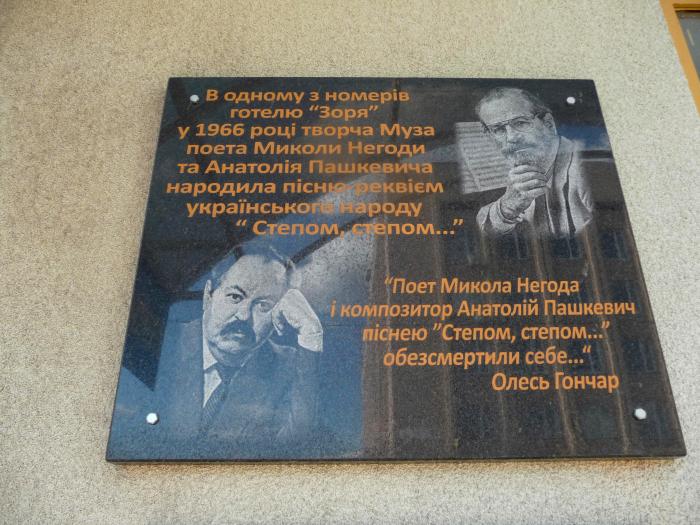 В одному з номерів
готелю "Зоря"
у 1966 році творча Муза
поета Миколи Негоди
та Анатолія Пашкевича
народила пісню-реквієм
українського народу
" Степом, степом..."
"Поет Микола Негода
і композитор Анатолій Пашкевич
піснею "Степом, степом..."
обезсмертили себе..."
Олесь Гончар